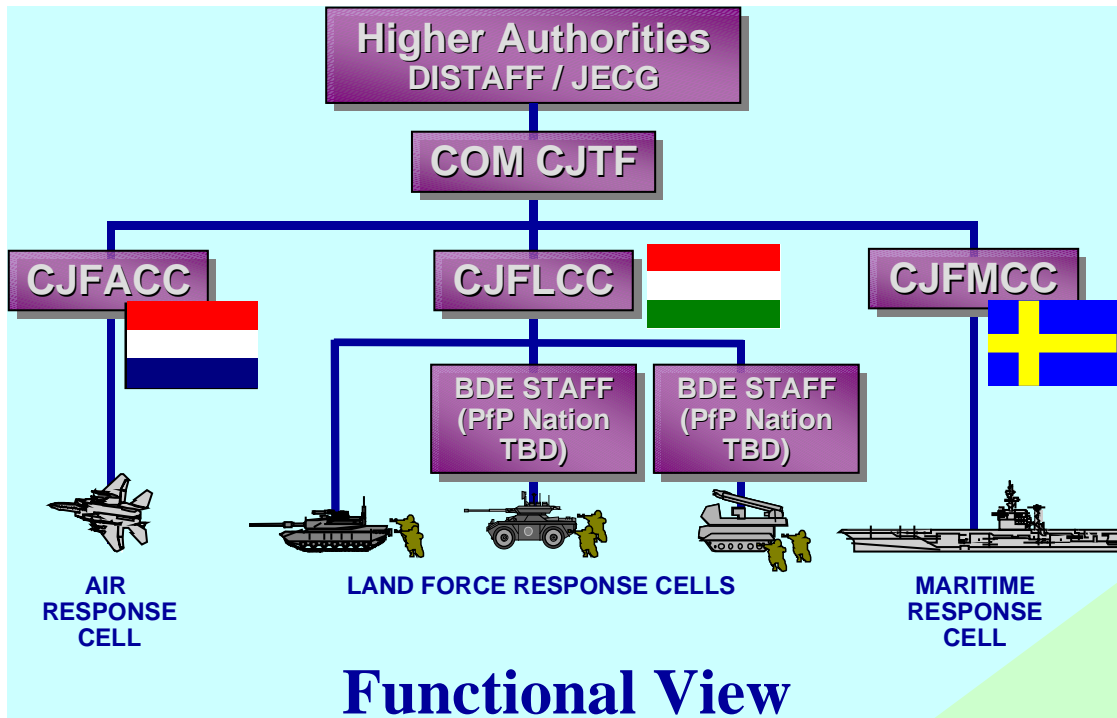 Higher Authorities
DISTAFF / JECG
COM CJTF
CJFACC
CJFLCC
CJFMCC
BDE STAFF
(PfP Nation
TBD)
BDE STAFF
(PfP Nation
TBD)
AIR
RESPONSE
CELL
LAND FORCE RESPONSE CELLS
MARITIME
RESPONSE
CELL
Functional View